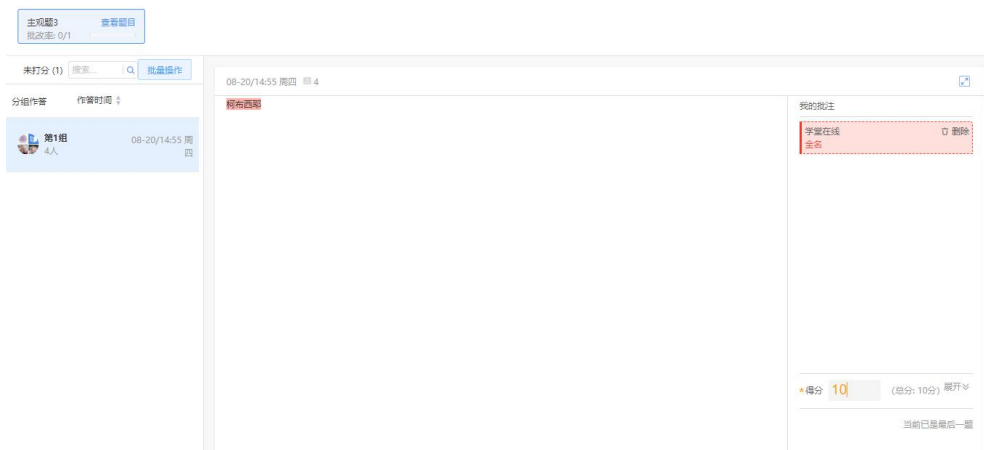 主观题3 查看题目
批改率: 0/1
未打分 (1) 搜索... 批量操作
分组作答 作答时间
第1组 08-20/14:55 周四
4人
08-20/14:55 周四 4
柯布西耶
我的批注
学堂在线 删除
全名
*得分 10 (总分: 10分) 展开
当前已是最后一题